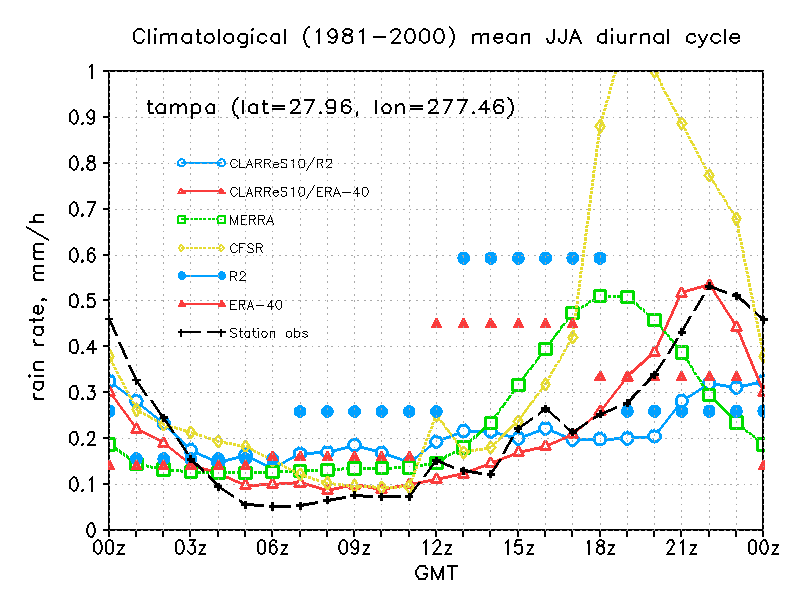 Climatological (1981-2000) mean JJA diurnal cycle
tampa (lat=27.96, lon=277.46)
rain rate, mm/h
1
0.9
0.8
0.7
0.6
0.5
0.4
0.3
0.2
0.1
0
CLARReS10/R2
CLARReS10/ERA-40
MERRA
CFSR
R2
ERA-40
Station obs
00z 03z 06z 09z 12z 15z 18z 21z 00z
GMT